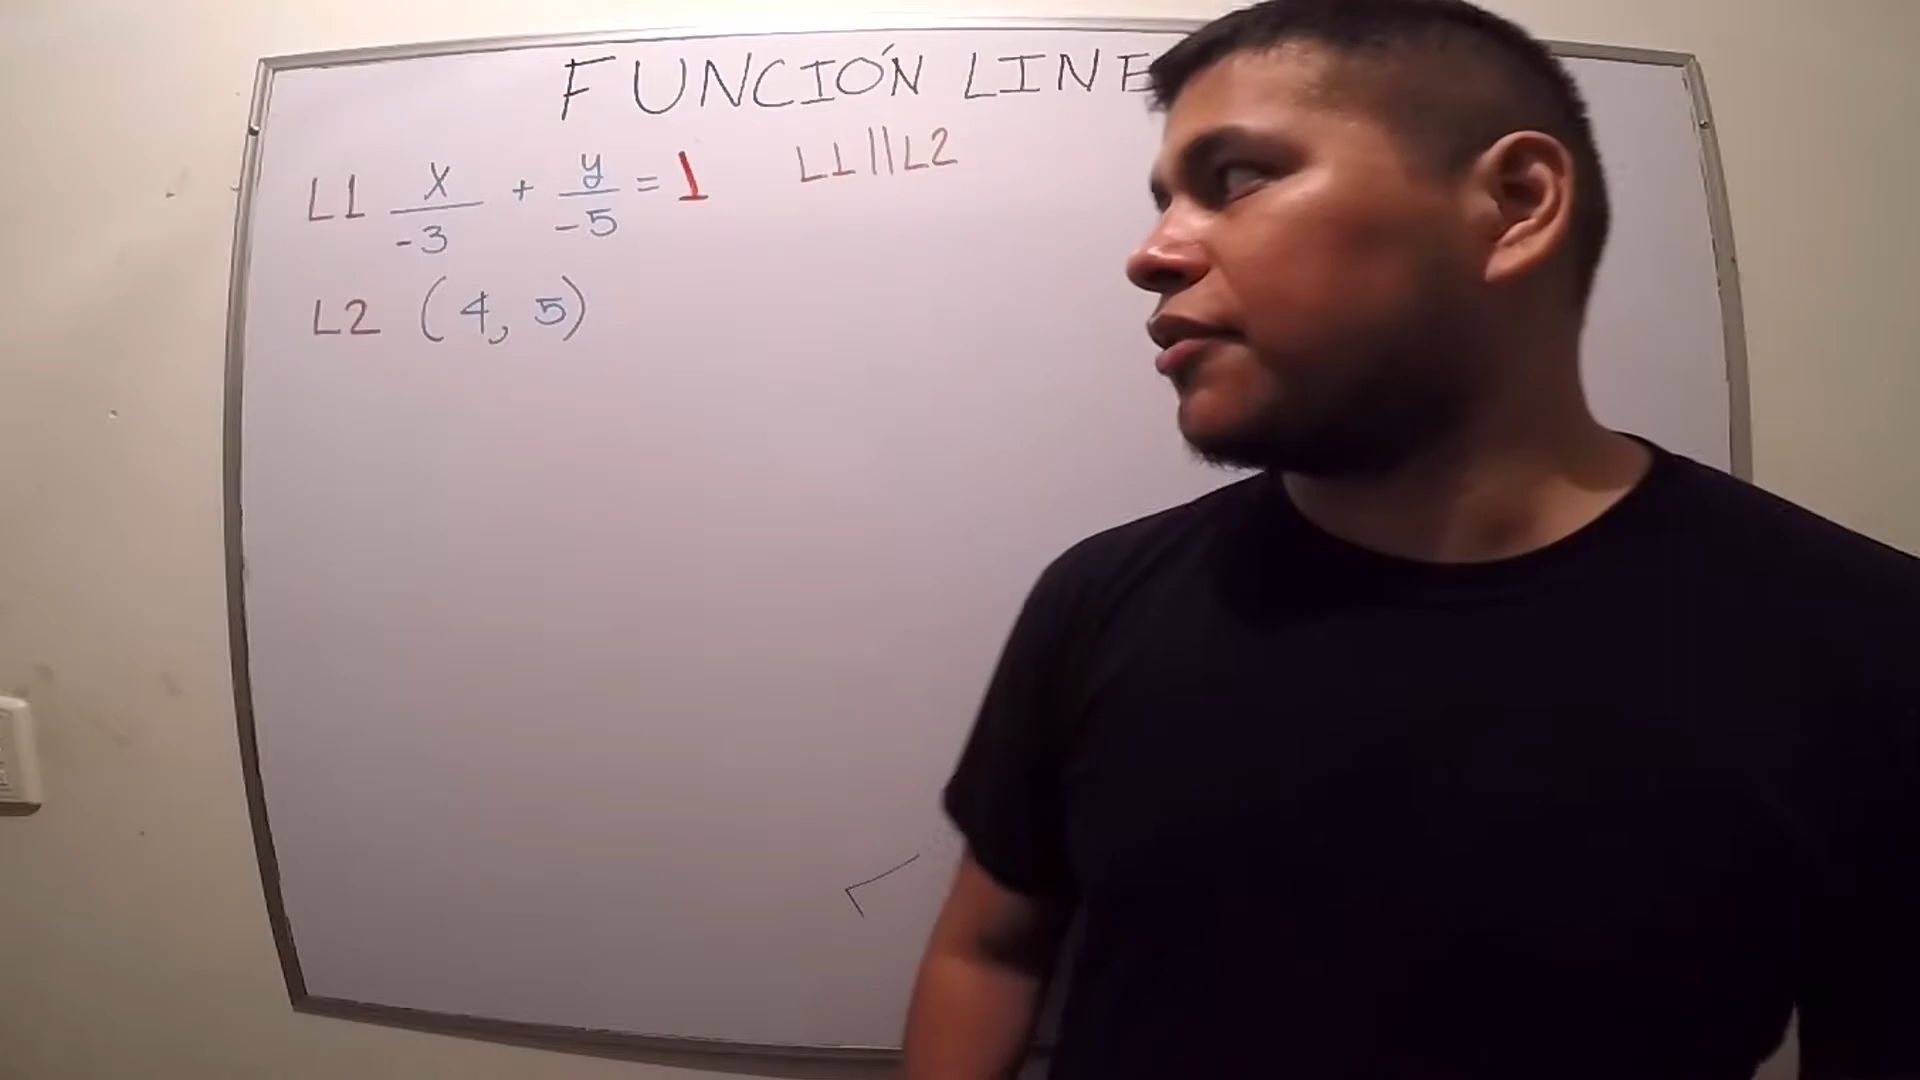 FUNCIÓN LINE
L1 x/-3 + y/-5 = 1 L1||L2
L2 (4, 5)